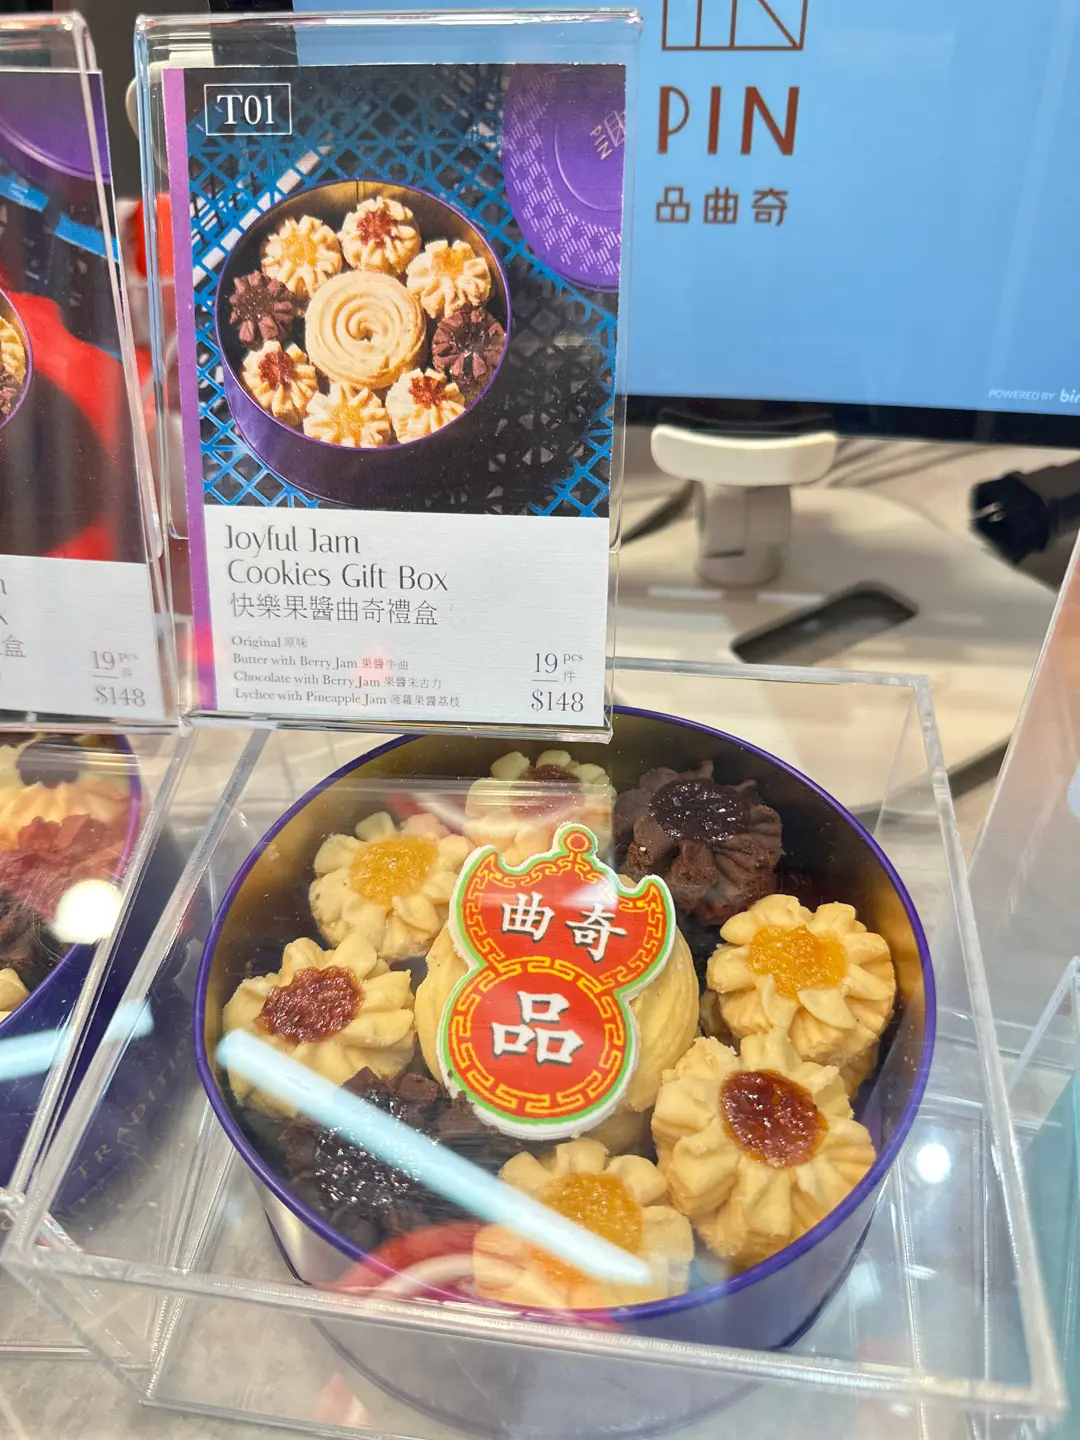 T01
Joyful Jam
Cookies Gift Box
快樂果醬曲奇禮盒
Original 原味
Butter with Berry Jam 果醬牛油
Chocolate with Berry Jam 果醬朱古力
Lychee with Pineapple Jam 菠蘿果醬荔枝
19 pcs
件
$148
PIN
品曲奇
POWERED BY
盒
19 pcs
件
$148
曲奇
品